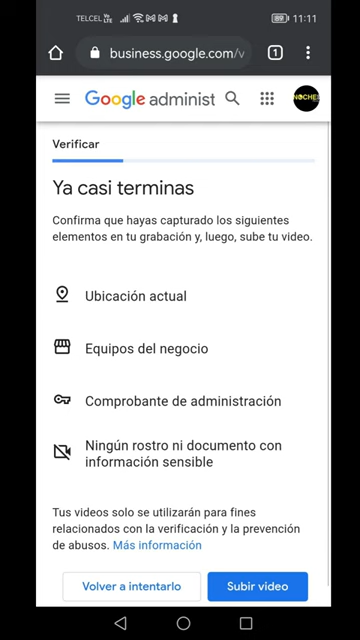 TELCEL 89 11:11
business.google.com/v 1
Google administ NOCHE
Verificar
Ya casi terminas
Confirma que hayas capturado los siguientes
elementos en tu grabación y, luego, sube tu video.
Ubicación actual
Equipos del negocio
Comprobante de administración
Ningún rostro ni documento con
información sensible
Tus videos solo se utilizarán para fines
relacionados con la verificación y la prevención
de abusos. Más información
Volver a intentarlo Subir video